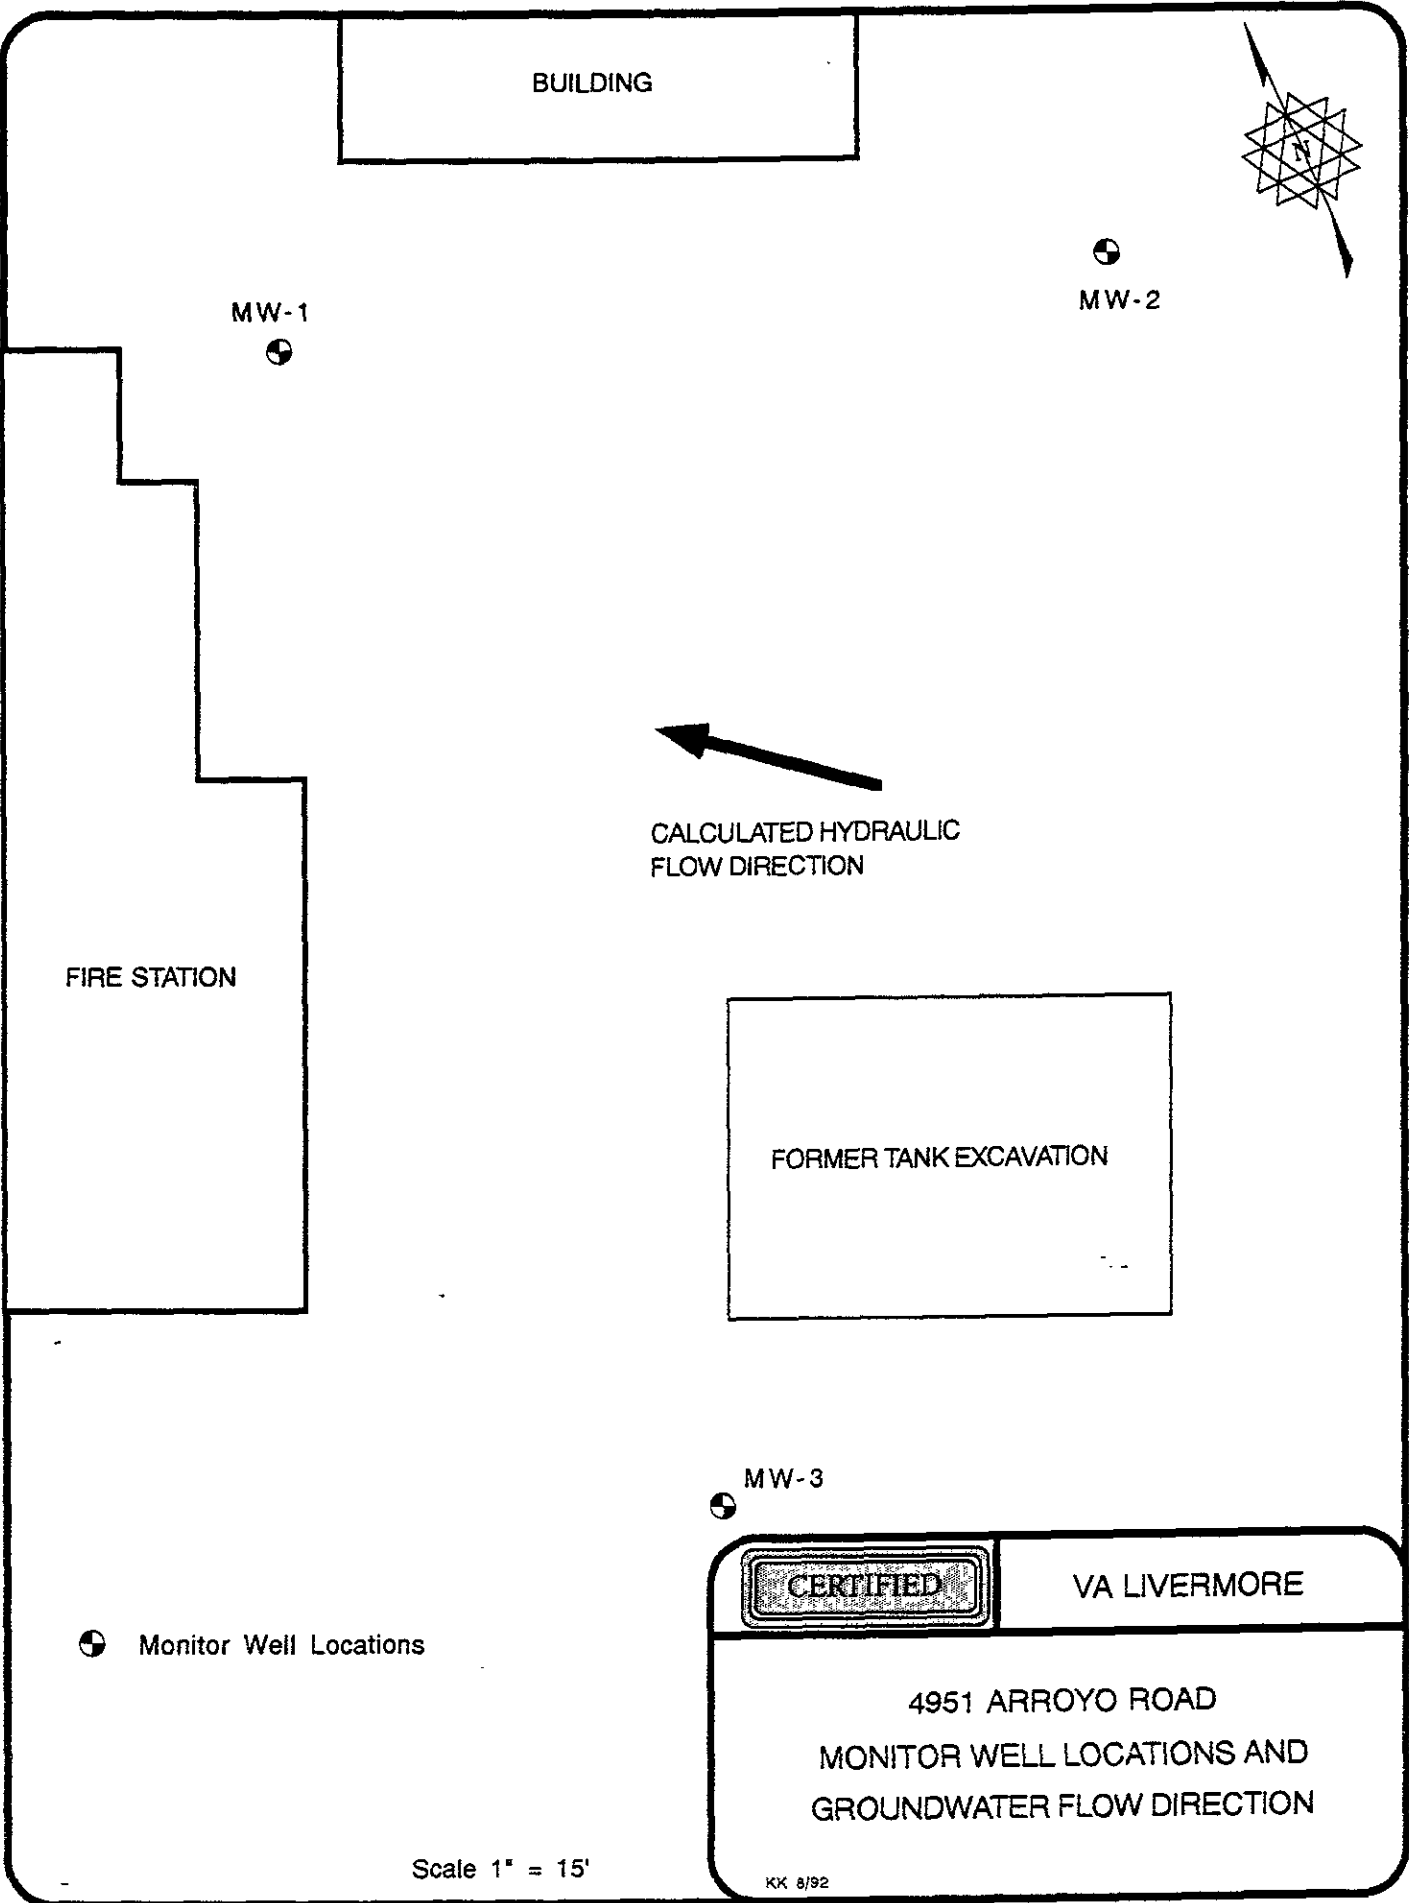 BUILDING
N
MW-1
MW-2
CALCULATED HYDRAULIC
FLOW DIRECTION
FIRE STATION
FORMER TANK EXCAVATION
MW-3
CERTIFIED
VA LIVERMORE
Monitor Well Locations
4951 ARROYO ROAD
MONITOR WELL LOCATIONS AND
GROUNDWATER FLOW DIRECTION
Scale 1" = 15'
KK 8/92